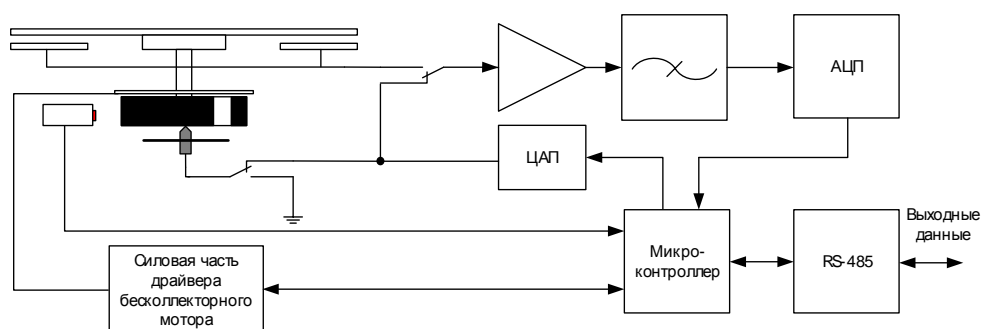 АЦП
ЦАП
Выходные
данные
Микро-
контроллер
RS-485
Силовая часть
драйвера
бесколлекторного
мотора